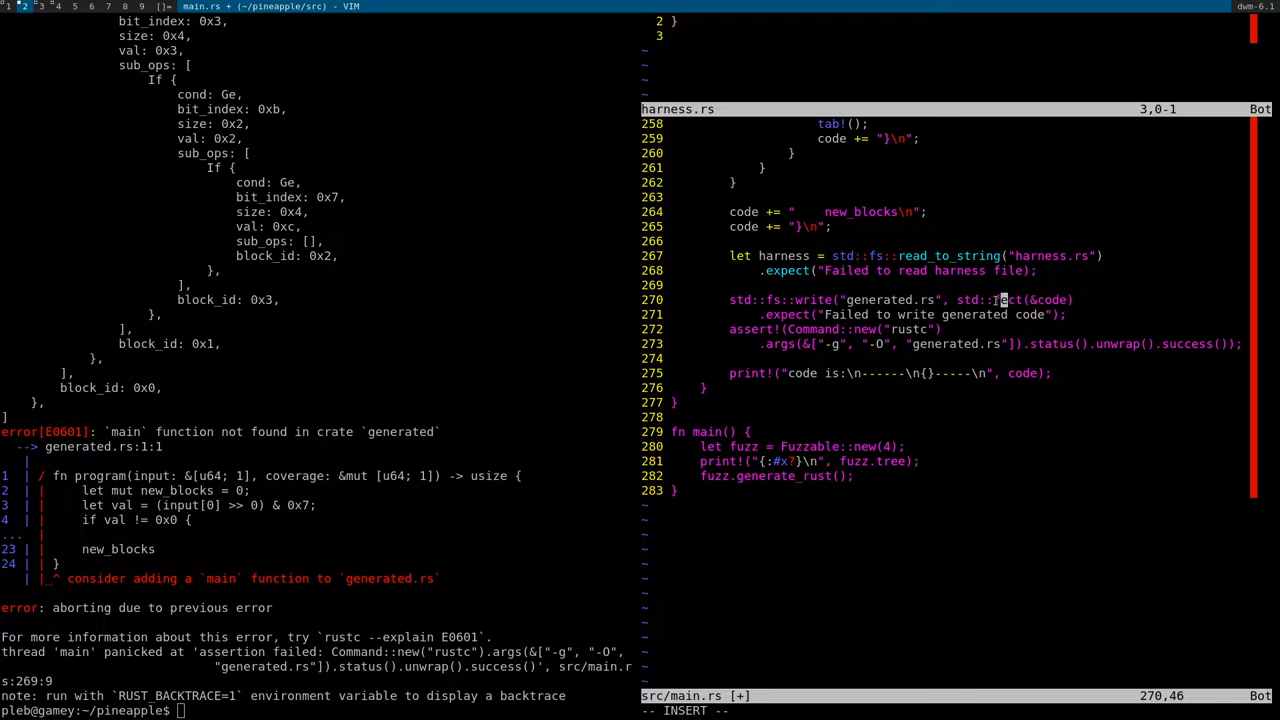 1 2 3 4 5 6 7 8 9 []= main.rs + (~/pineapple/src) - VIM dwm-6.1
bit_index: 0x3,
size: 0x4,
val: 0x3,
sub_ops: [
If {
cond: Ge,
bit_index: 0xb,
size: 0x2,
val: 0x2,
sub_ops: [
If {
cond: Ge,
bit_index: 0x7,
size: 0x4,
val: 0xc,
sub_ops: [],
block_id: 0x2,
},
],
block_id: 0x3,
},
],
block_id: 0x1,
},
],
block_id: 0x0,
},
]
error[E0601]: `main` function not found in crate `generated`
--> generated.rs:1:1
|
1 | / fn program(input: &[u64; 1], coverage: &mut [u64; 1]) -> usize {
2 | | let mut new_blocks = 0;
3 | | let val = (input[0] >> 0) & 0x7;
4 | | if val != 0x0 {
... |
23 | | new_blocks
24 | | }
| |_^ consider adding a `main` function to `generated.rs`
error: aborting due to previous error
For more information about this error, try `rustc --explain E0601`.
thread 'main' panicked at 'assertion failed: Command::new("rustc").args(&["-g", "-O",
"generated.rs"]).status().unwrap().success()', src/main.r
s:269:9
note: run with `RUST_BACKTRACE=1` environment variable to display a backtrace
pleb@gamey:~/pineapple$
2 }
3
~
~
~
~
harness.rs 3,0-1 Bot
258 tab!();
259 code += "}\n";
260 }
261 }
262 }
263
264 code += "    new_blocks\n";
265 code += "}\n";
266
267 let harness = std::fs::read_to_string("harness.rs")
268 .expect("Failed to read harness file);
269
270 std::fs::write("generated.rs", std::ect(&code)
271 .expect("Failed to write generated code");
272 assert!(Command::new("rustc")
273 .args(&["-g", "-O", "generated.rs"]).status().unwrap().success());
274
275 print!("code is:\n------\n{}-----\n", code);
276 }
277 }
278
279 fn main() {
280 let fuzz = Fuzzable::new(4);
281 print!("{:#x?}\n", fuzz.tree);
282 fuzz.generate_rust();
283 }
~
~
~
~
~
~
~
~
~
~
~
~
~
src/main.rs [+] 270,46 Bot
-- INSERT --